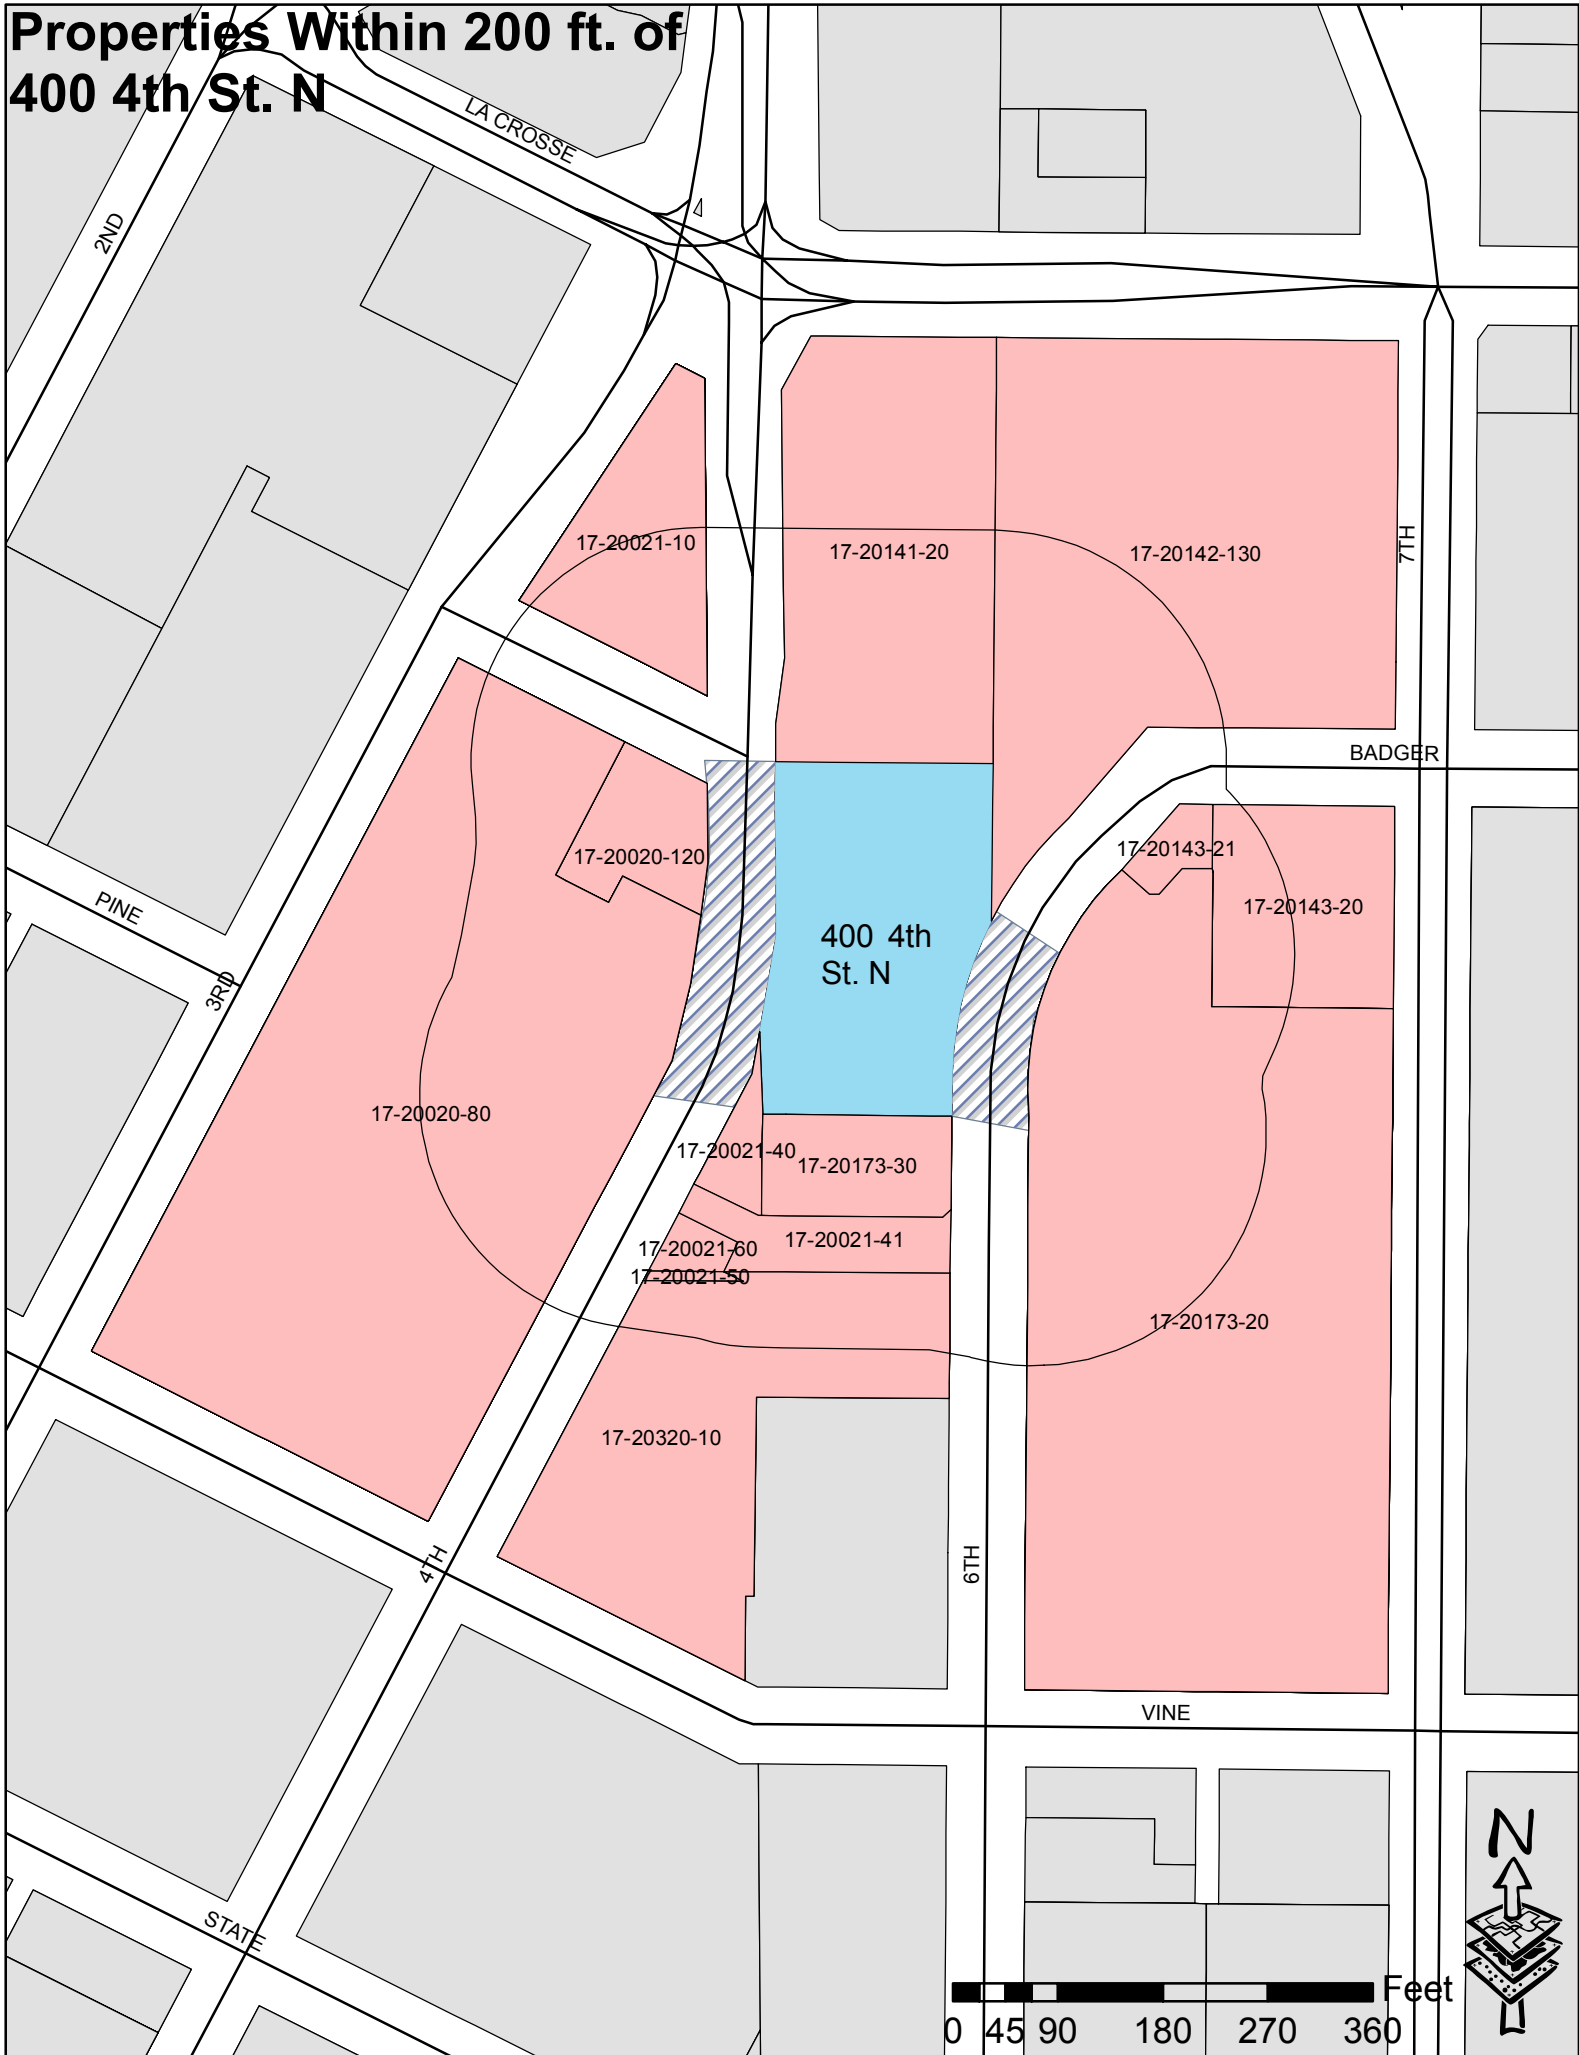 Properties Within 200 ft. of
400 4th St. N
LA CROSSE
2ND
17-20021-10
17-20141-20
17-20142-130
7TH
BADGER
17-20020-120
17-20143-21
17-20143-20
PINE
400 4th
St. N
3RD
17-20020-80
17-20021-40
17-20173-30
17-20021-41
17-20021-60
17-20021-50
17-20173-20
17-20320-10
4TH
6TH
VINE
STATE
N
Feet
0 45 90 180 270 360